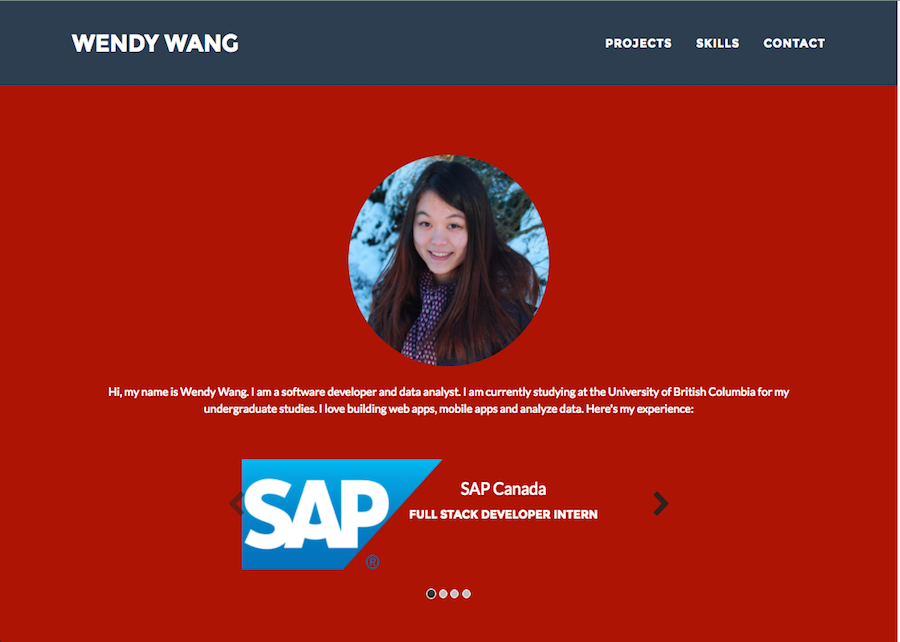 WENDY WANG
PROJECTS SKILLS CONTACT
Hi, my name is Wendy Wang. I am a software developer and data analyst. I am currently studying at the University of British Columbia for my
undergraduate studies. I love building web apps, mobile apps and analyze data. Here's my experience:
SAP
®
SAP Canada
FULL STACK DEVELOPER INTERN